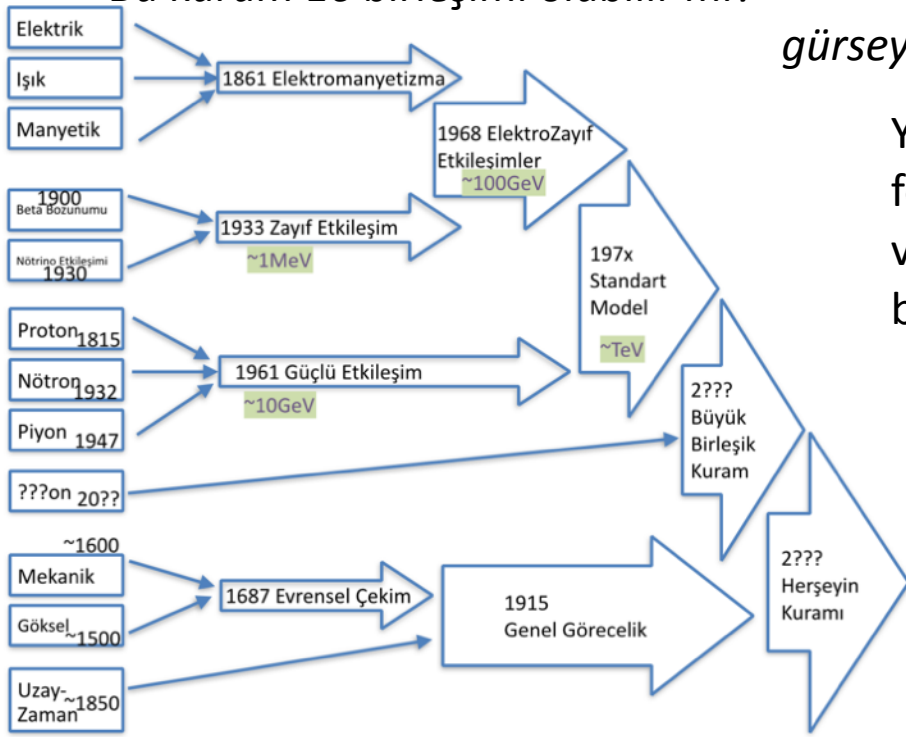 gürsey
Elektrik
Işık
Manyetik
1861 Elektromanyetizma
1968 ElektroZayıf
Etkileşimler
~100GeV
1900
Beta Bozunumu
Nötrino Etkileşimi
1930
1933 Zayıf Etkileşim
~1MeV
197x
Standart
Model
~TeV
Proton 1815
Nötron 1932
Piyon 1947
1961 Güçlü Etkileşim
~10GeV
???on 20??
2???
Büyük
Birleşik
Kuram
~1600
Mekanik
Göksel ~1500
1687 Evrensel Çekim
Uzay-
Zaman ~1850
1915
Genel Görecelik
2???
Herşeyin
Kuramı
Y
f
v
b